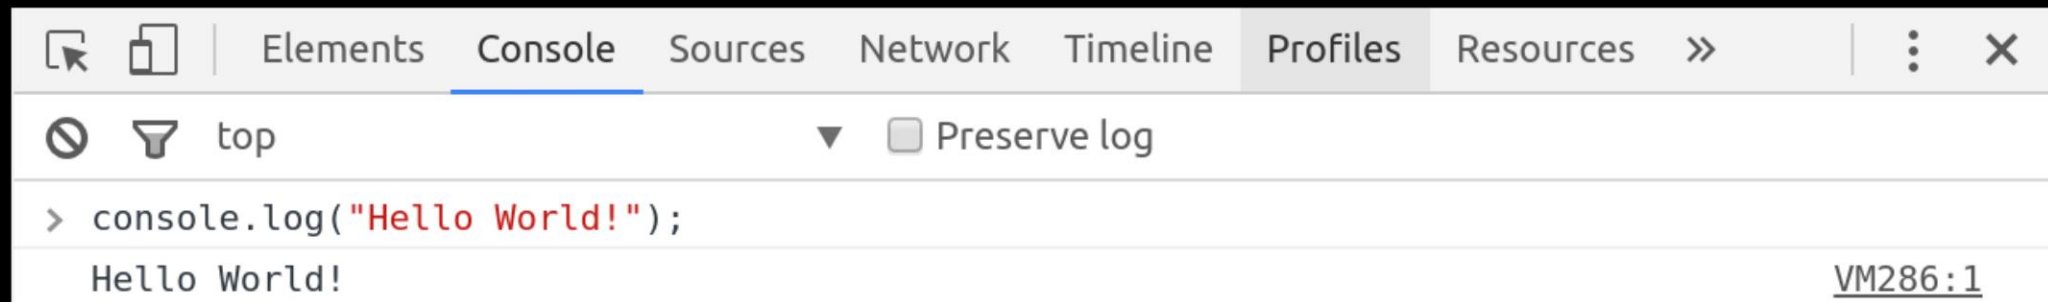 Elements Console Sources Network Timeline Profiles Resources »
top ▼ Preserve log
> console.log("Hello World!");
Hello World! VM286:1